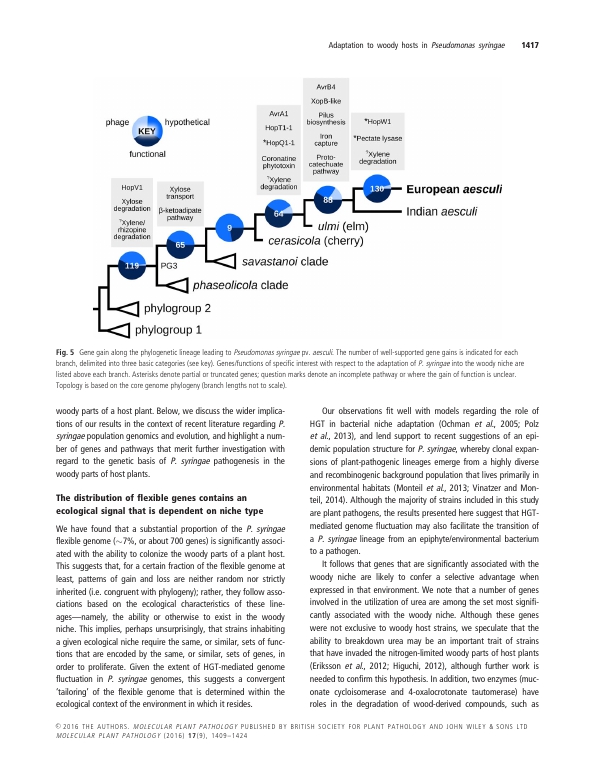 Adaptation to woody hosts in Pseudomonas syringae 1417
AvrB4
XopB-like
Pilus
biosynthesis
Iron
capture
Proto-
catechuate
pathway
AvrA1
HopT1-1
*HopQ1-1
Coronatine
phytotoxin
?Xylene
degradation
*HopW1
*Pectate lysase
?Xylene
degradation
phage
hypothetical
KEY
functional
HopV1
Xylose
degradation
?Xylene/
rhizopine
degradation
Xylose
transport
β-ketoadipate
pathway
130
European aesculi
88
Indian aesculi
64
ulmi (elm)
9
cerasicola (cherry)
65
savastanoi clade
119
PG3
phaseolicola clade
phylogroup 2
phylogroup 1
Fig. 5 Gene gain along the phylogenetic lineage leading to Pseudomonas syringae pv. aesculi. The number of well-supported gene gains is indicated for each
branch, delimited into three basic categories (see key). Genes/functions of special interest with respect to the adaptation of P. syringae into the woody niche are
listed above each branch. Asterisks denote partial or truncated genes; question marks denote an incomplete pathway or where the gain of function is unclear.
Topology is based on the core genome phylogeny (branch lengths not to scale).
woody parts of a host plant. Below, we discuss the wider implica-
tions of our results in the context of recent literature regarding P.
syringae population genomics and evolution, and highlight a num-
ber of genes and pathways that merit further investigation with
regard to the genetic basis of P. syringae pathogenesis in the
woody parts of host plants.
The distribution of flexible genes contains an
ecological signal that is dependent on niche type
We have found that a substantial proportion of the P. syringae
flexible genome (~7%, or about 700 genes) is significantly associ-
ated with the ability to colonize the woody parts of a plant host.
This suggests that, for a certain fraction of the flexible genome at
least, patterns of gain and loss are neither random nor strictly
inherited (i.e. congruent with phylogeny); rather, they follow asso-
ciations based on the ecological characteristics of these line-
ages—namely, the ability or otherwise to exist in the woody
niche. This implies, perhaps unsurprisingly, that strains inhabiting
a given ecological niche require the same, or similar, sets of func-
tions that are encoded by the same, or similar, sets of genes, in
order to proliferate. Given the extent of HGT-mediated genome
fluctuation in P. syringae genomes, this suggests a convergent
'tailoring' of the flexible genome that is determined within the
ecological context of the environment in which it resides.
Our observations fit well with models regarding the role of
HGT in bacterial niche adaptation (Ochman et al., 2005; Polz
et al., 2013), and lend support to recent suggestions of an epi-
demic population structure for P. syringae, whereby clonal expan-
sions of plant-pathogenic lineages emerge from a highly diverse
and recombinogenic background population that lives primarily in
environmental habitats (Monteil et al., 2013; Vinatzer and Mon-
teil, 2014). Although the majority of strains included in this study
are plant pathogens, the results presented here suggest that HGT-
mediated genome fluctuation may also facilitate the transition of
a P. syringae lineage from an epiphyte/environmental bacterium
to a pathogen.
It follows that genes that are significantly associated with the
woody niche are likely to confer a selective advantage when
expressed in that environment. We note that a number of genes
involved in the utilization of urea are among the set most signifi-
cantly associated with the woody niche. Although these genes
were not exclusive to woody host strains, we speculate that the
ability to breakdown urea may be an important trait of strains
that have invaded the nitrogen-limited woody parts of host plants
(Eriksson et al., 2012; Higuchi, 2012), although further work is
needed to confirm this hypothesis. In addition, two enzymes (muc-
onate cycloisomerase and 4-oxalocrotonate tautomerase) have
roles in the degradation of wood-derived compounds, such as
© 2016 THE AUTHORS. MOLECULAR PLANT PATHOLOGY PUBLISHED BY BRITISH SOCIETY FOR PLANT PATHOLOGY AND JOHN WILEY & SONS LTD
MOLECULAR PLANT PATHOLOGY (2016) 17(9), 1409–1424